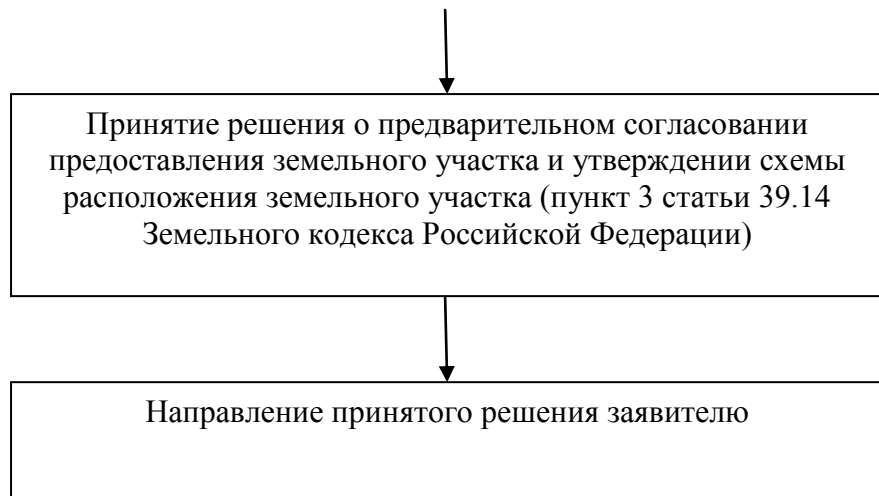 Принятие решения о предварительном согласовании
предоставления земельного участка и утверждении схемы
расположения земельного участка (пункт 3 статьи 39.14
Земельного кодекса Российской Федерации)
Направление принятого решения заявителю